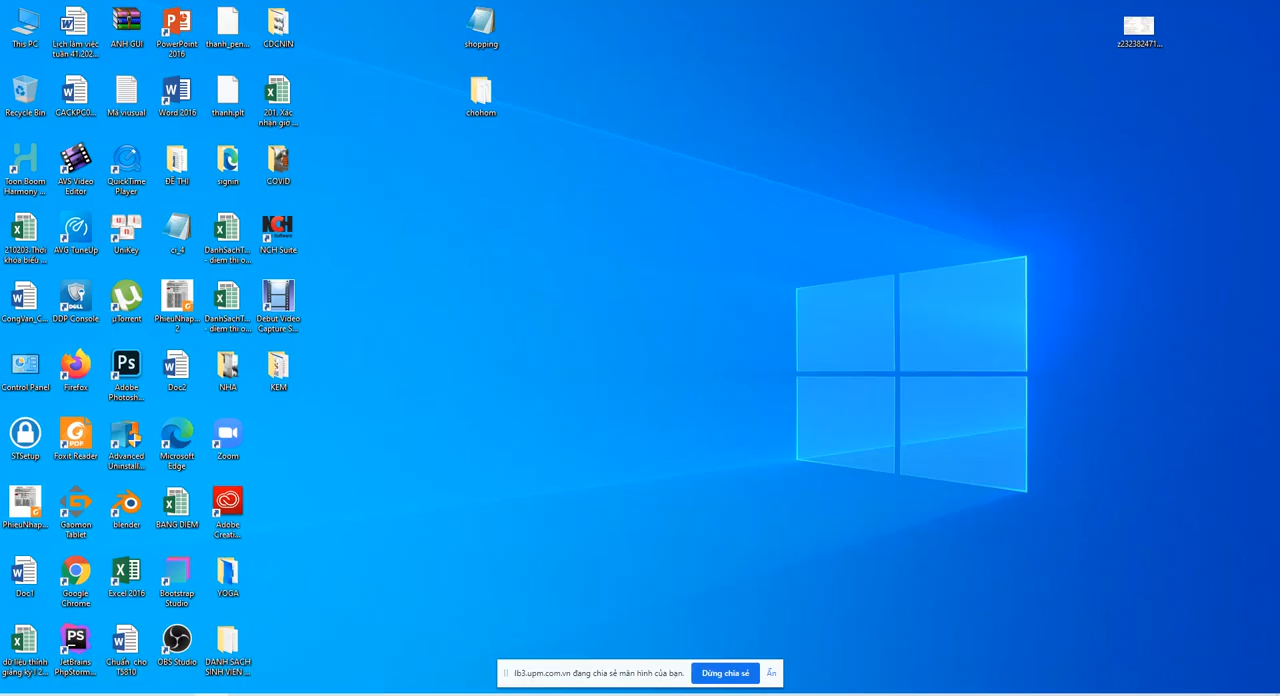 This PC
Lịch làm việc
tuần 41.202...
ANH GUI
PowerPoint
2016
thanh_pen...
CDCNIN
shopping
z232382471...
Recycle Bin
CACKPC0...
Mã viusual
Word 2016
thanh.plt
201. Xác
nhận giờ ...
chohom
Toon Boom
Harmony ...
AVS Video
Editor
QuickTime
Player
ĐỀ THI
signin
COVID
210203. Thời
khóa biểu ...
AVG TuneUp
UniKey
ci_4
DanhSachT...
- diem thi o...
NCH Suite
CongVan_C...
DDP Console
µTorrent
PhieuNhap...
2
DanhSachT...
- diem thi o...
Debut Video
Capture S...
Control Panel
Firefox
Adobe
Photosh...
Doc2
NHA
KEM
STSetup
Foxit Reader
Advanced
Uninstall...
Microsoft
Edge
Zoom
PhieuNhap...
Gaomon
Tablet
blender
BANG DIEM
Adobe
Creati...
Doc1
Google
Chrome
Excel 2016
Bootstrap
Studio
YOGA
dữ liệu thỉnh
giảng kỳ I 2...
JetBrains
PhpStorm...
Chuẩn cho
TS810
OBS Studio
DANH SACH
SINH VIEN ...
lb3.upm.com.vn đang chia sẻ màn hình của bạn.
Dừng chia sẻ
Ẩn